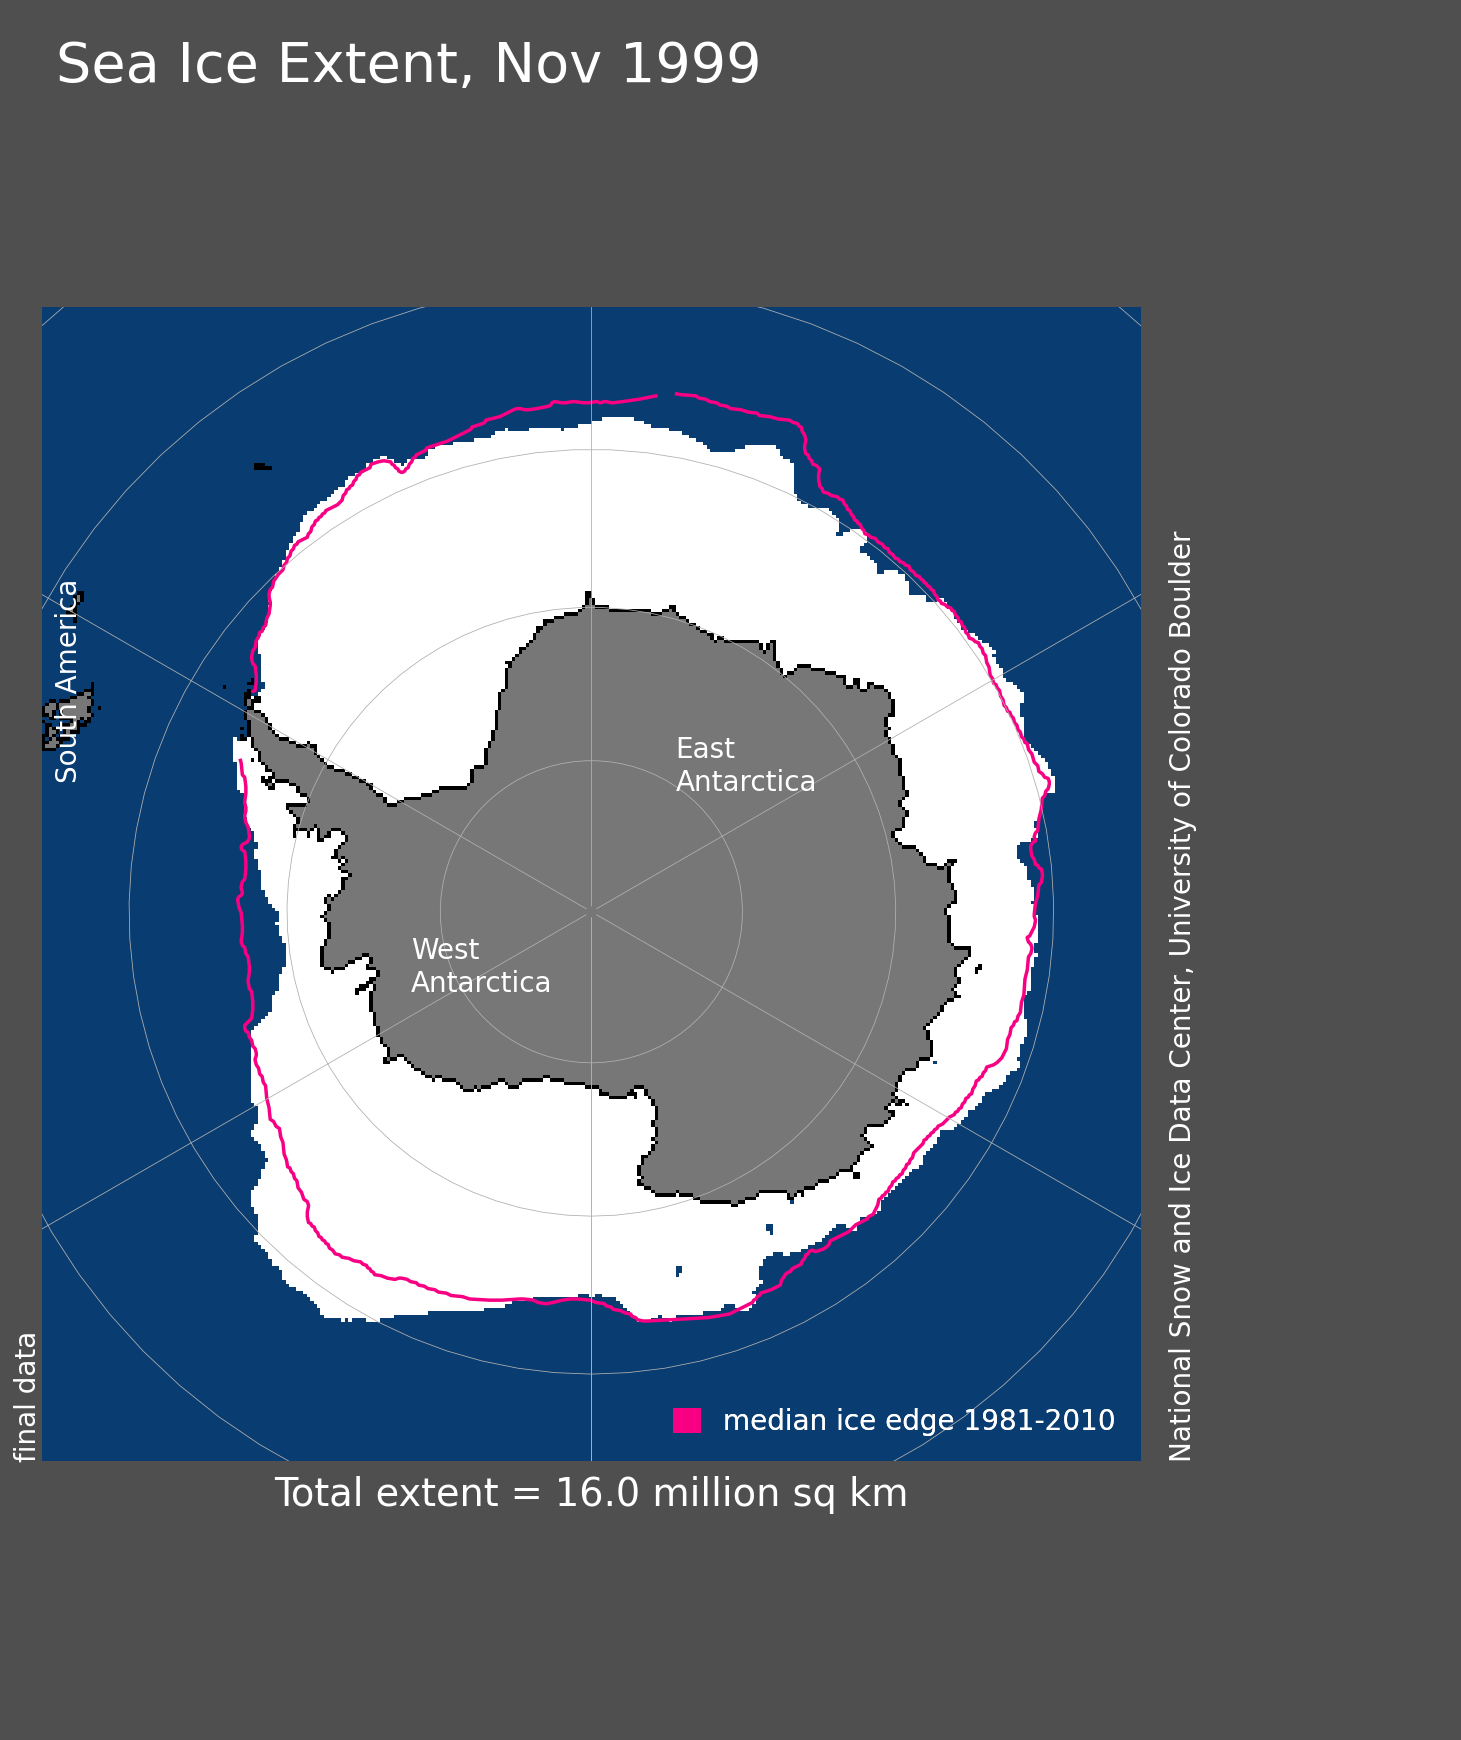 Sea Ice Extent, Nov 1999
South America
East
Antarctica
West
Antarctica
National Snow and Ice Data Center, University of Colorado Boulder
final data
median ice edge 1981-2010
Total extent = 16.0 million sq km